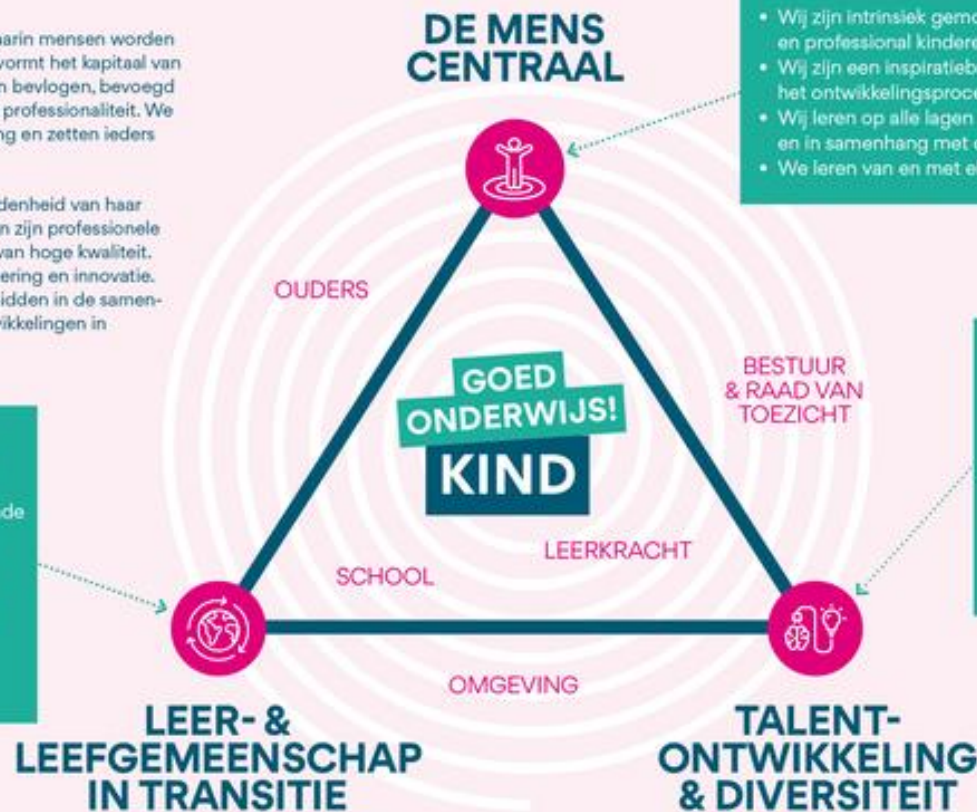 DE MENS
CENTRAAL
aarin mensen worden
vormt het kapitaal van
n bevlogen, bevoegd
professionaliteit. We
ng en zetten ieders
denheid van haar
n zijn professionele
van hoge kwaliteit.
ering en innovatie.
idden in de samen-
vikkelingen in
• Wij zijn intrinsiek gemo
en professional kindere
• Wij zijn een inspiratieb
het ontwikkelingsproce
• Wij leren op alle lagen
en in samenhang met
• We leren van en met e
OUDERS
BESTUUR
& RAAD VAN
TOEZICHT
GOED
ONDERWIJS!
KIND
de
LEERKRACHT
SCHOOL
OMGEVING
LEER- &
LEEFGEMEENSCHAP
IN TRANSITIE
TALENT-
ONTWIKKELING
& DIVERSITEIT